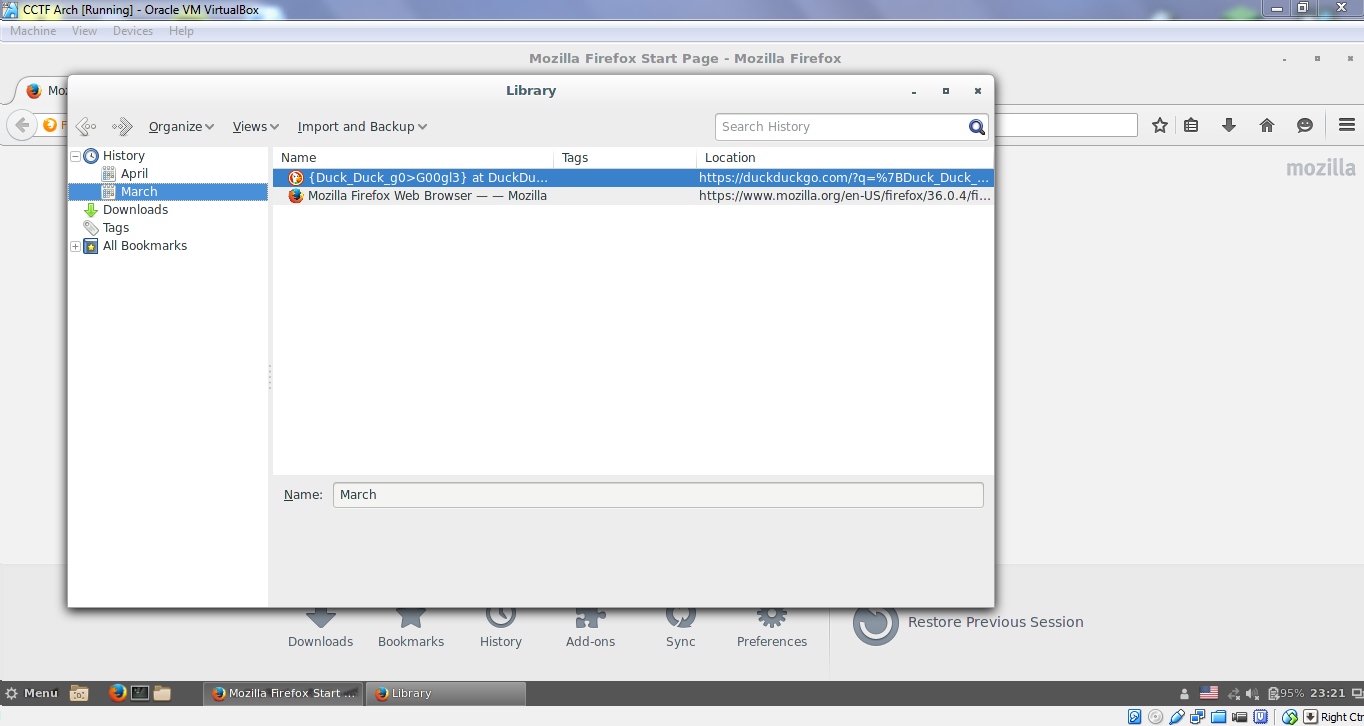 CCTF Arch [Running] - Oracle VM VirtualBox
Machine View Devices Help
Mozilla Firefox Start Page - Mozilla Firefox
Mo
Library
F
Organize Views Import and Backup Search History
mozilla
Name Tags Location
History
April
March
Downloads
Tags
All Bookmarks
{Duck_Duck_g0>G00gl3} at DuckDu... https://duckduckgo.com/?q=%7BDuck_Duck_...
Mozilla Firefox Web Browser — — Mozilla https://www.mozilla.org/en-US/firefox/36.0.4/fi...
Name: March
Downloads Bookmarks History Add-ons Sync Preferences Restore Previous Session
Menu Mozilla Firefox Start ... Library 95% 23:21
Right Ctr